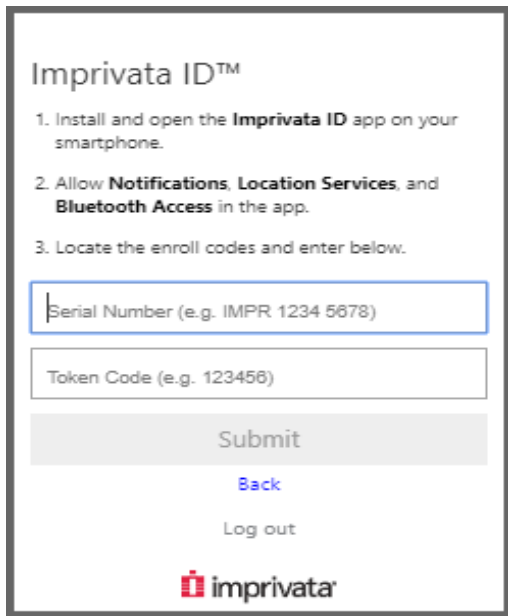 Imprivata ID™
1. Install and open the Imprivata ID app on your
smartphone.
2. Allow Notifications, Location Services, and
Bluetooth Access in the app.
3. Locate the enroll codes and enter below.
Serial Number (e.g. IMPR 1234 5678)
Token Code (e.g. 123456)
Submit
Back
Log out
imprivata